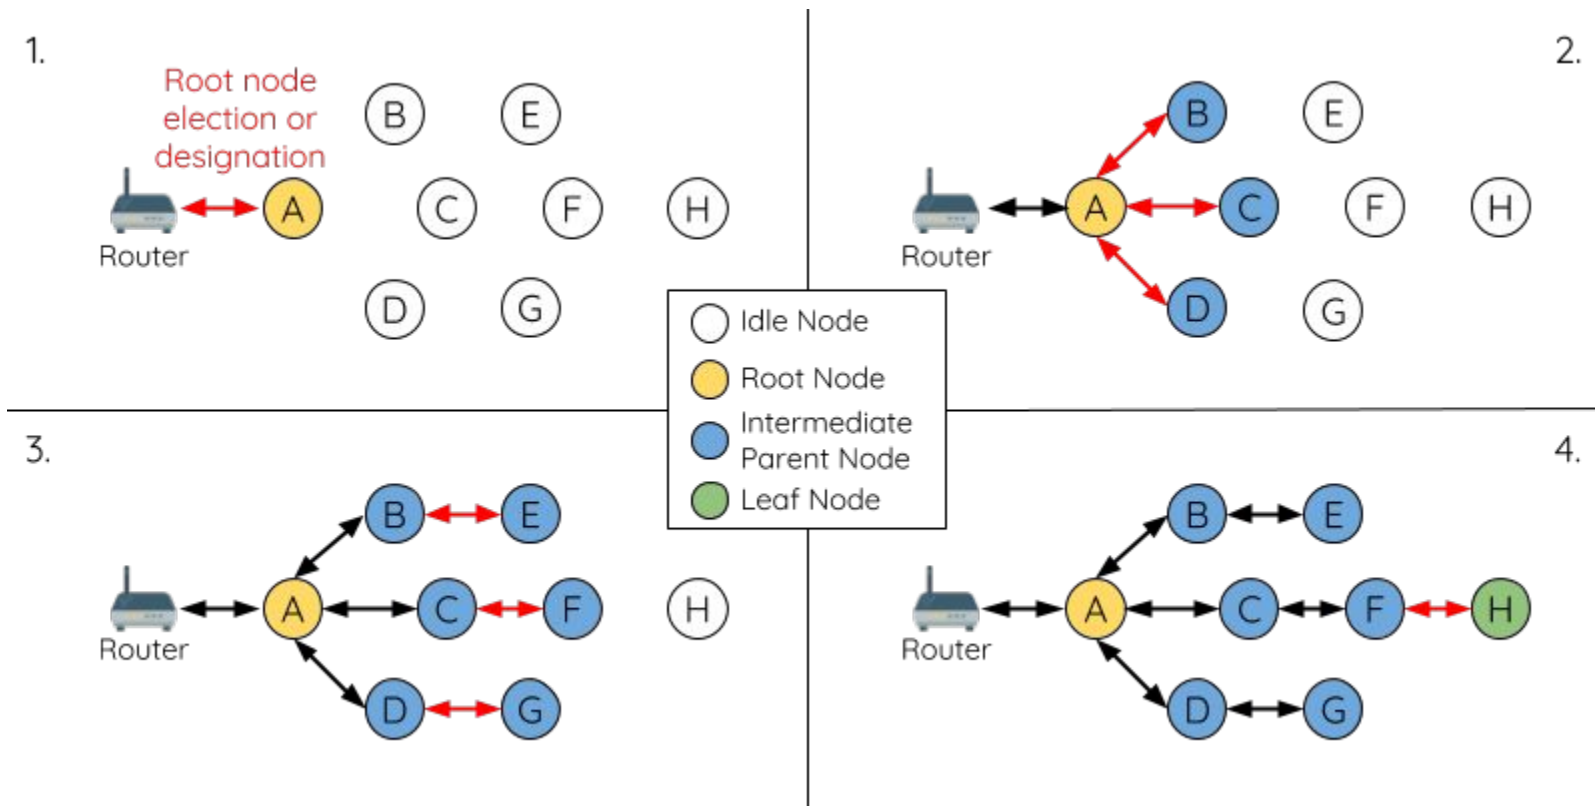 1.
Root node
election or
designation
B
E
A
C
F
H
Router
D
G
2.
B
E
A
C
F
H
Router
D
G
Idle Node
Root Node
Intermediate
Parent Node
Leaf Node
3.
B
E
A
C
F
H
Router
D
G
4.
B
E
A
C
F
H
Router
D
G